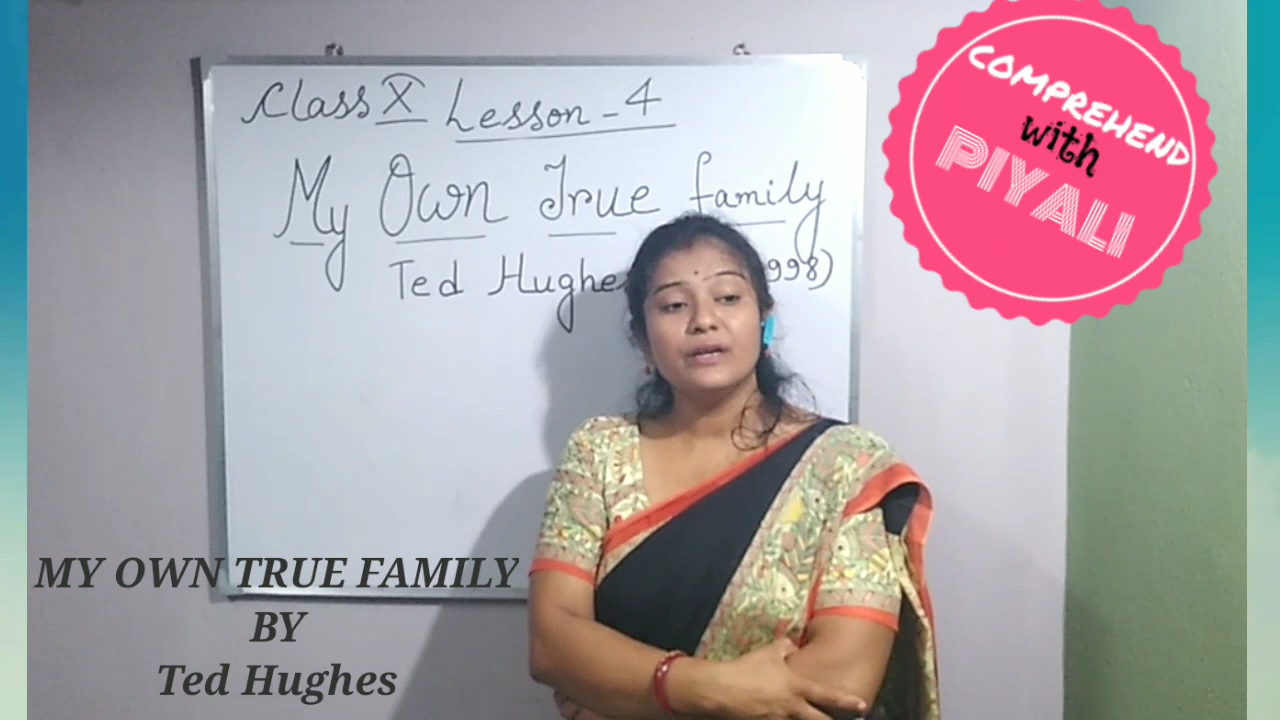 Class X Lesson - 4
My Own True family
Ted Hughes 998)
COMPREHEND
with
PIYALI
MY OWN TRUE FAMILY
BY
Ted Hughes